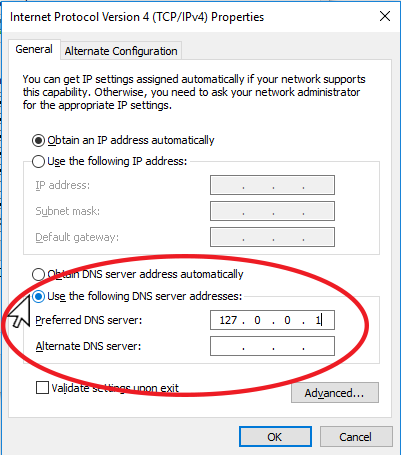 Internet Protocol Version 4 (TCP/IPv4) Properties
General
Alternate Configuration
You can get IP settings assigned automatically if your network supports
this capability. Otherwise, you need to ask your network administrator
for the appropriate IP settings.
Obtain an IP address automatically
Use the following IP address:
IP address:
. . .
Subnet mask:
. . .
Default gateway:
. . .
Obtain DNS server address automatically
Use the following DNS server addresses:
Preferred DNS server:
127 . 0 . 0 . 1
Alternate DNS server:
. . .
Validate settings upon exit
Advanced...
OK
Cancel